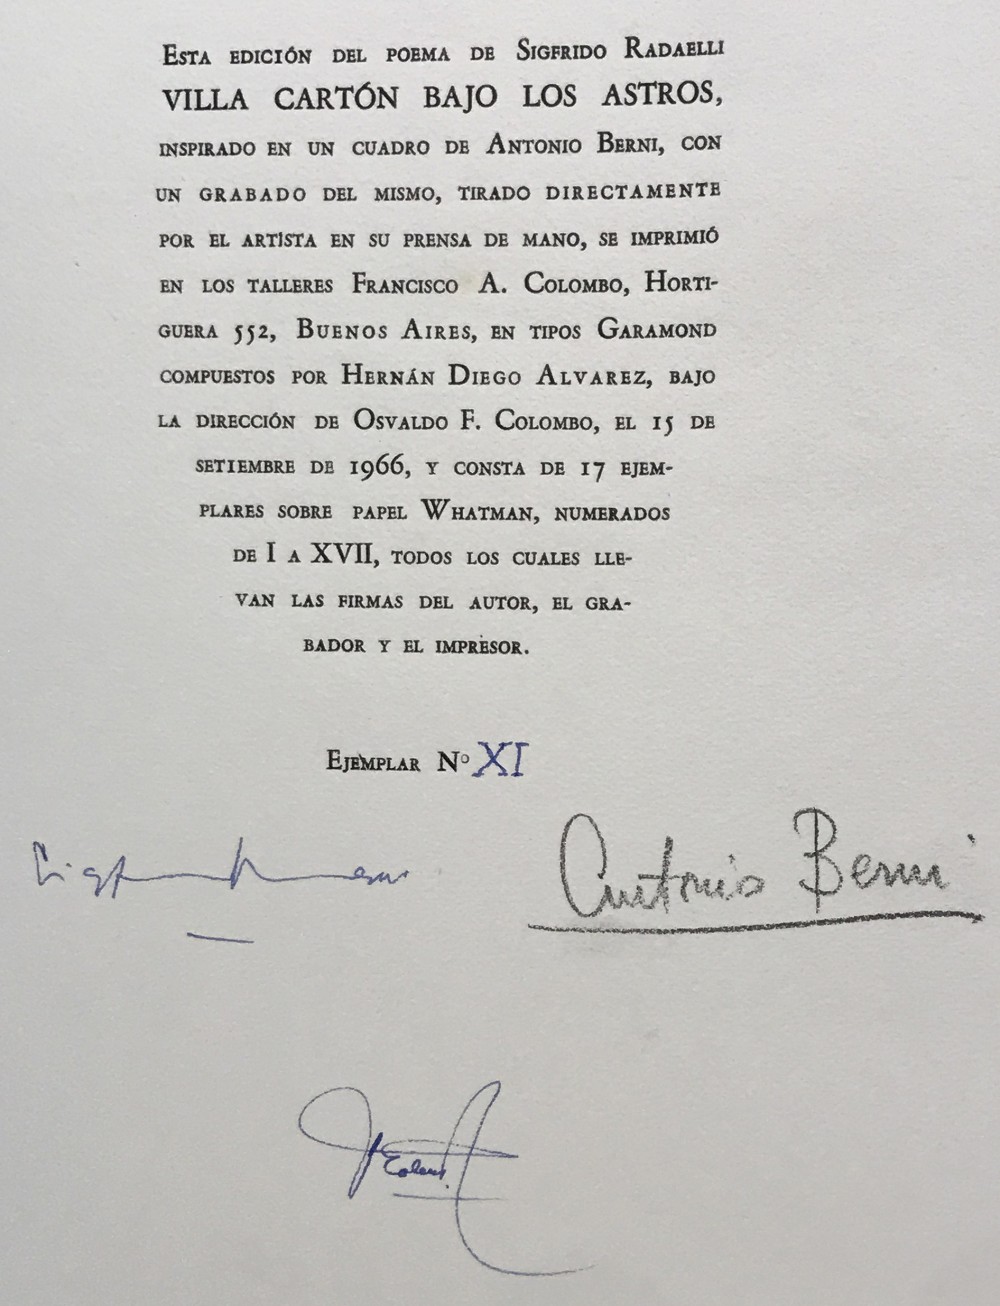 Esta edición del poema de Sigfrido Radaelli
VILLA CARTÓN BAJO LOS ASTROS,
inspirado en un cuadro de Antonio Berni, con
un grabado del mismo, tirado directamente
por el artista en su prensa de mano, se imprimió
en los talleres Francisco A. Colombo, Horti-
guera 552, Buenos Aires, en tipos Garamond
compuestos por Hernán Diego Alvarez, bajo
la dirección de Osvaldo F. Colombo, el 15 de
setiembre de 1966, y consta de 17 ejem-
plares sobre papel Whatman, numerados
de I a XVII, todos los cuales lle-
van las firmas del autor, el gra-
bador y el impresor.
Ejemplar Nº XI
Antonio Berni